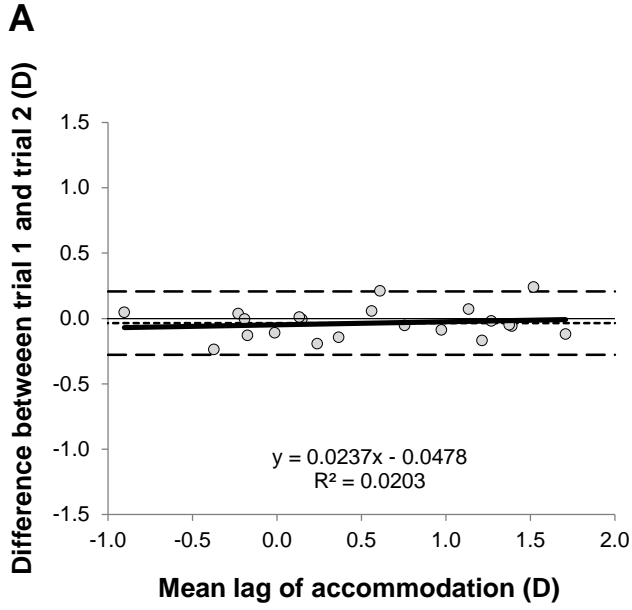 A
Difference betweeen trial 1 and trial 2 (D)
1.5
1.0
0.5
0.0
-0.5
-1.0
-1.5
y = 0.0237x - 0.0478
R² = 0.0203
-1.0 -0.5 0.0 0.5 1.0 1.5 2.0
Mean lag of accommodation (D)